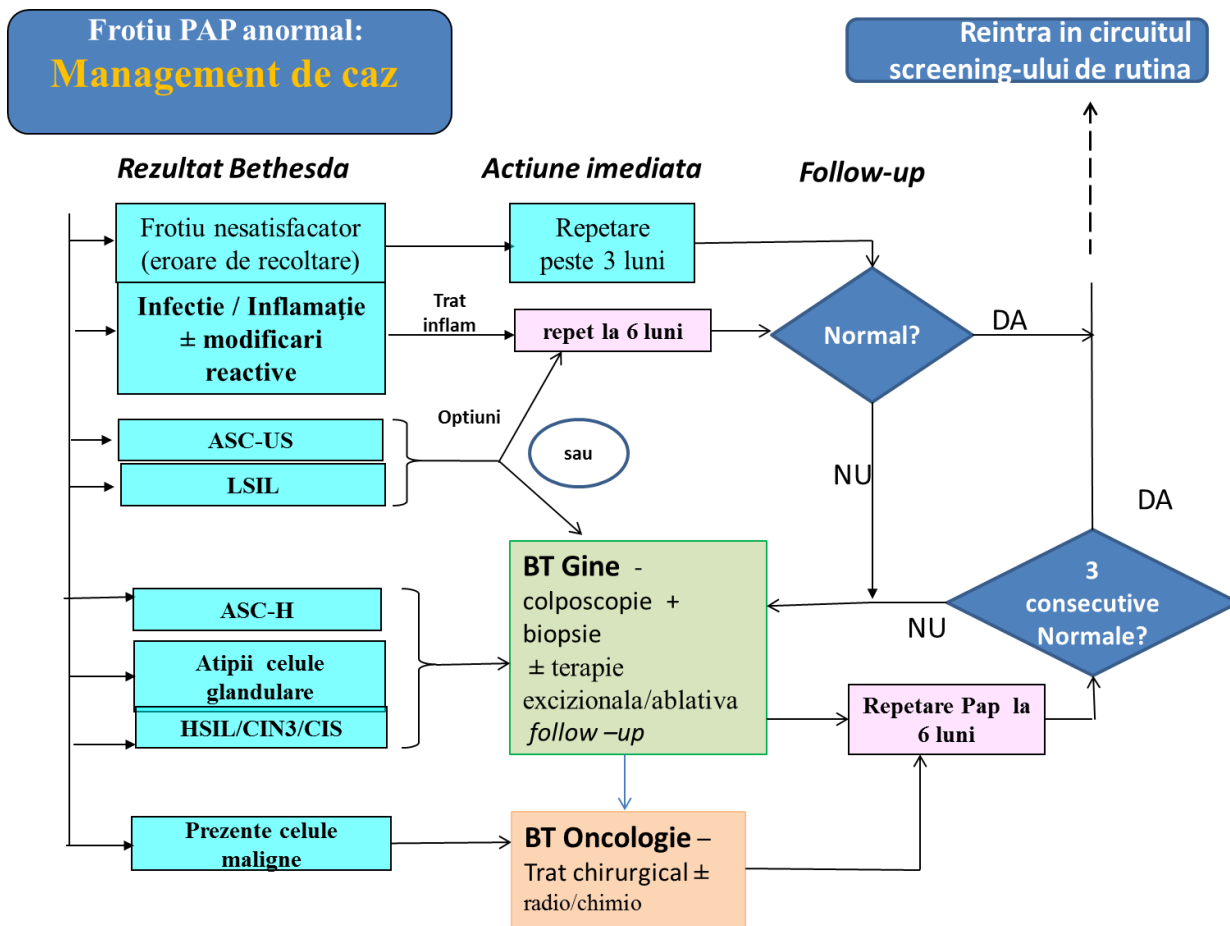 Frotiu PAP anormal:
Management de caz
Reintra in circuitul
screening-ului de rutina
Rezultat Bethesda
Actiune imediata
Follow-up
Frotiu nesatisfacator
(eroare de recoltare)
Repetare
peste 3 luni
Infectie / Inflamaţie
± modificari
reactive
Trat
inflam
repet la 6 luni
Normal?
DA
ASC-US
LSIL
Optiuni
sau
NU
DA
BT Gine -
colposcopie +
biopsie
± terapie
excizionala/ablativa
follow –up
3
consecutive
Normale?
NU
ASC-H
Atipii celule
glandulare
HSIL/CIN3/CIS
Repetare Pap la
6 luni
Prezente celule
maligne
BT Oncologie –
Trat chirurgical ±
radio/chimio